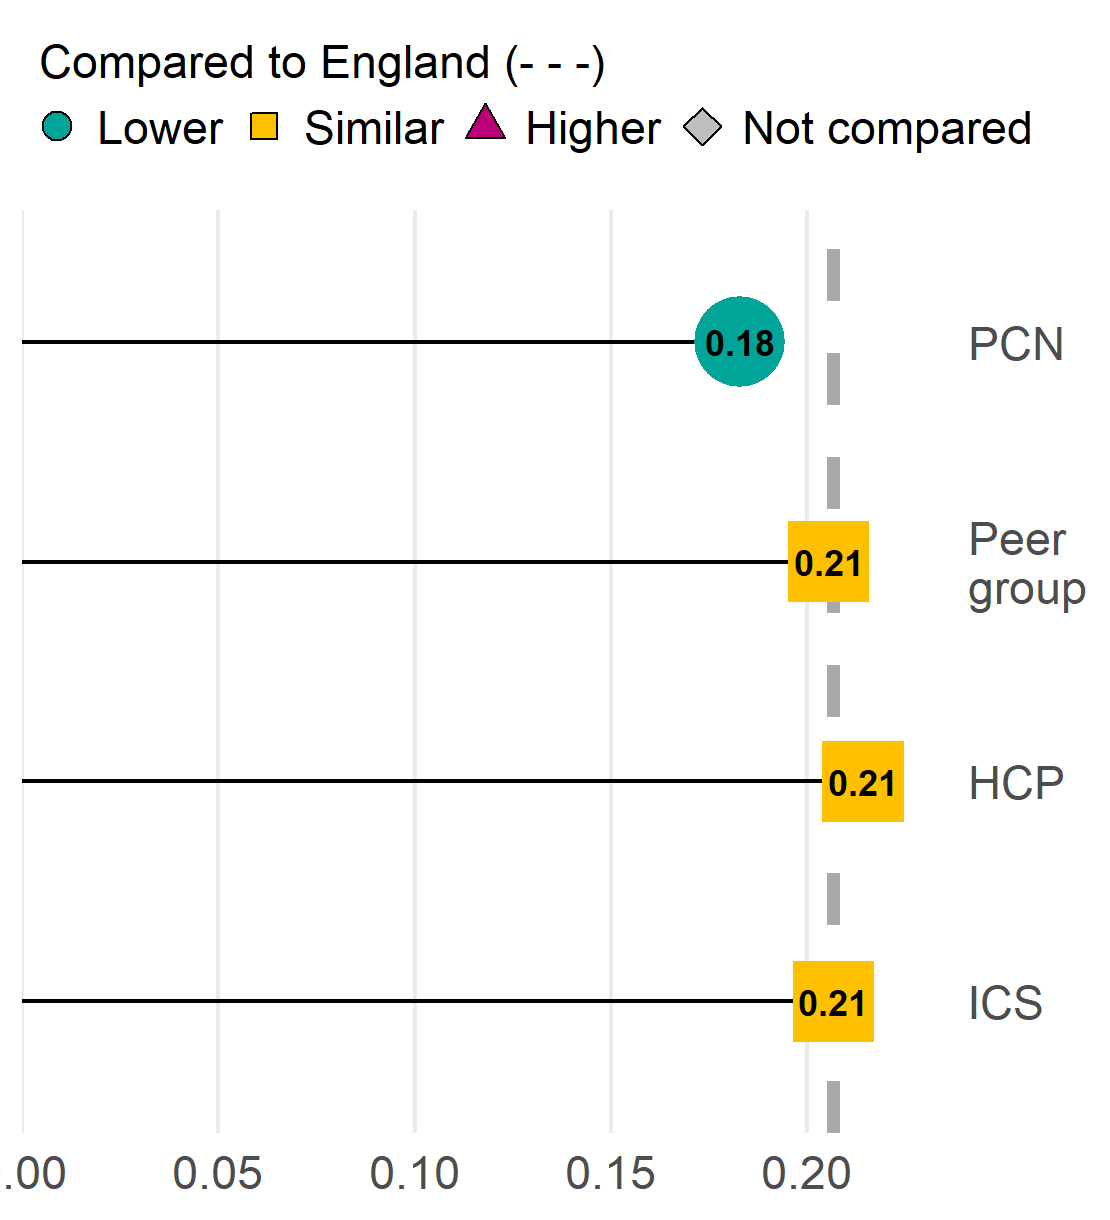 Compared to England (- - -)
Lower Similar Higher Not compared
0.18 PCN
0.21 Peer
group
0.21 HCP
0.21 ICS
.00 0.05 0.10 0.15 0.20